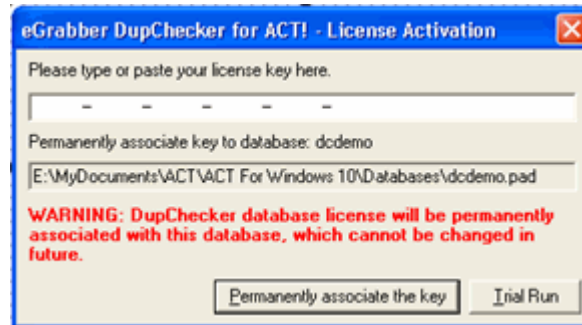 eGrabber DupChecker for ACT! - License Activation
Please type or paste your license key here.
- - - - -
Permanently associate key to database: dcdemo
E:\MyDocuments\ACT\ACT For Windows 10\Databases\dcdemo.pad
WARNING: DupChecker database license will be permanently
associated with this database, which cannot be changed in
future.
Permanently associate the key Trial Run